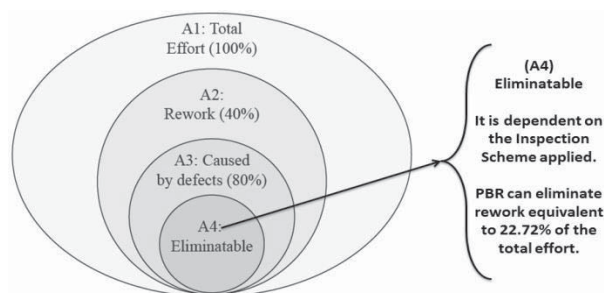 A1: Total
Effort (100%)
A2:
Rework (40%)
A3: Caused
by defects (80%)
A4:
Eliminatable
(A4)
Eliminatable
It is dependent on
the Inspection
Scheme applied.
PBR can eliminate
rework equivalent
to 22.72% of the
total effort.